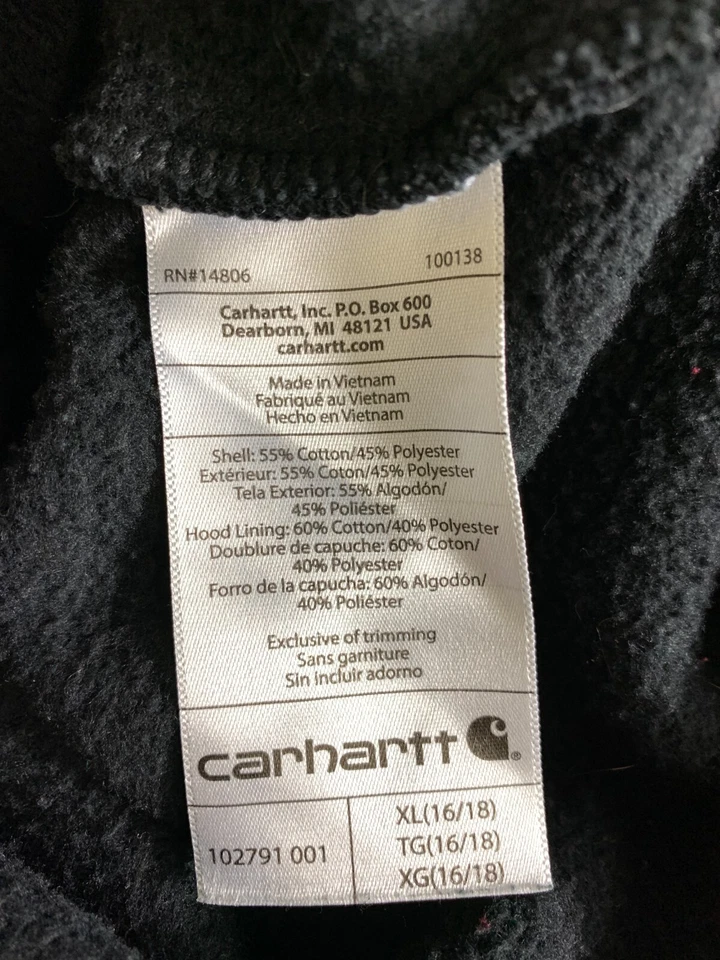 RN#14806 100138
Carhartt, Inc. P.O. Box 600
Dearborn, MI 48121 USA
carhartt.com
Made in Vietnam
Fabriqué au Vietnam
Hecho en Vietnam
Shell: 55% Cotton/45% Polyester
Extérieur: 55% Coton/45% Polyester
Tela Exterior: 55% Algodón/
45% Poliéster
Hood Lining: 60% Cotton/40% Polyester
Doublure de capuche: 60% Coton/
40% Polyester
Forro de la capucha: 60% Algodón/
40% Poliéster
Exclusive of trimming
Sans garniture
Sin incluir adorno
carhartt ®
102791 001
XL(16/18)
TG(16/18)
XG(16/18)